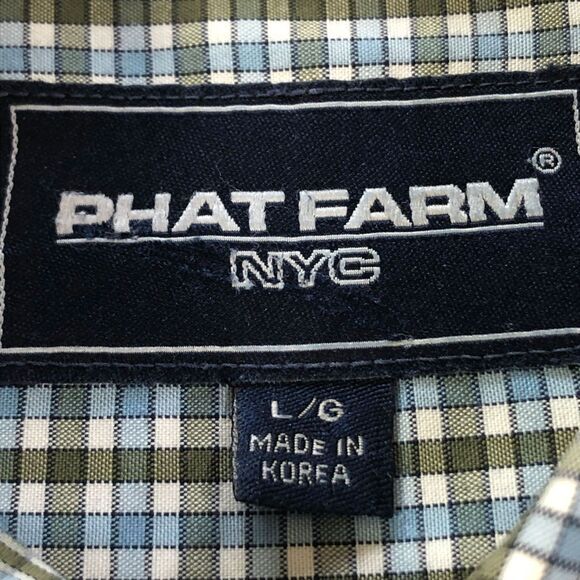 PHAT FARM®
NYC
L/G
MADE IN
KOREA